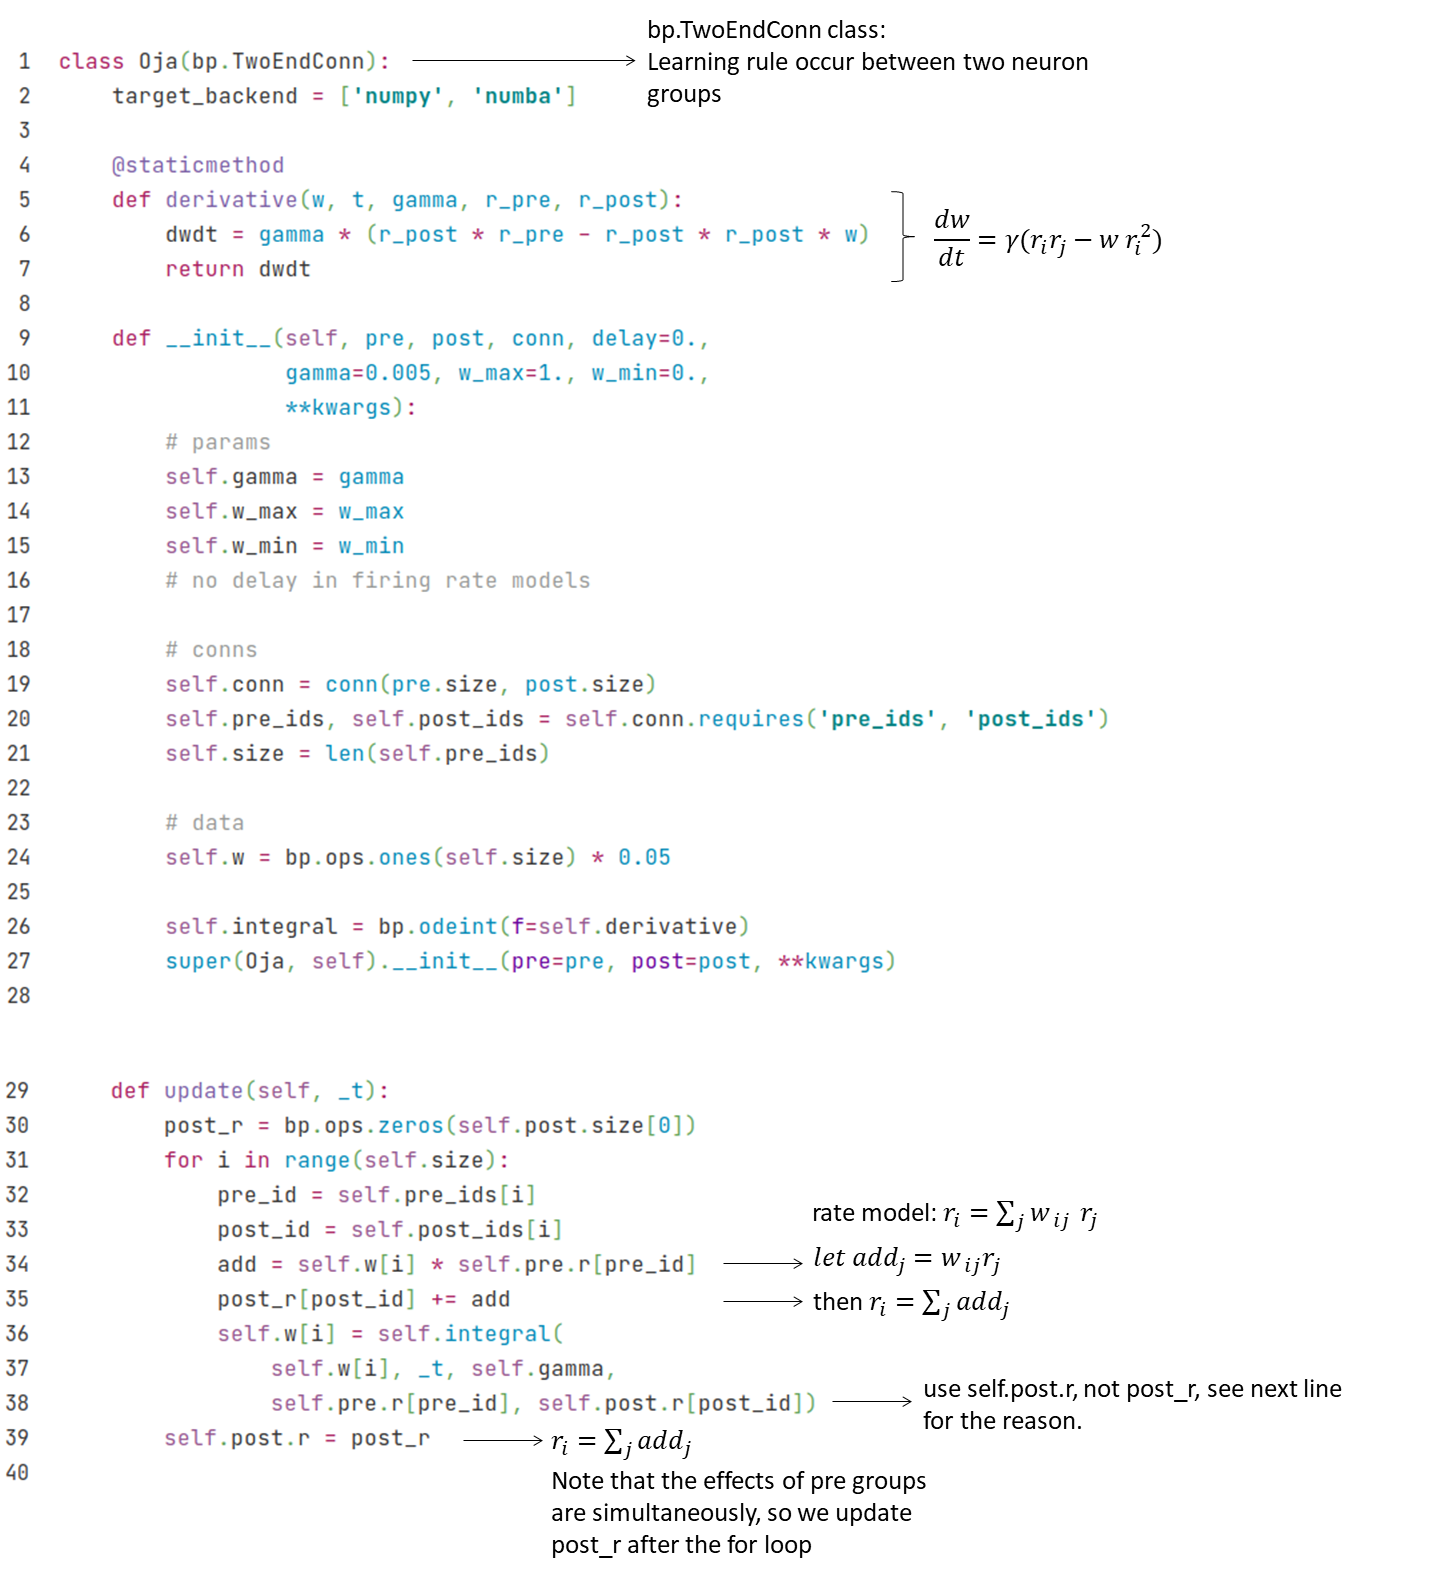 bp.TwoEndConn class:
1 class Oja(bp.TwoEndConn): Learning rule occur between two neuron
groups
2 target_backend = ['numpy', 'numba']
3
4 @staticmethod
5 def derivative(w, t, gamma, r_pre, r_post):
6 dwdt = gamma * (r_post * r_pre - r_post * r_post * w)
dw/dt = γ(r_i r_j − w r_i²)
7 return dwdt
8
9 def __init__(self, pre, post, conn, delay=0.,
10 gamma=0.005, w_max=1., w_min=0.,
11 **kwargs):
12 # params
13 self.gamma = gamma
14 self.w_max = w_max
15 self.w_min = w_min
16 # no delay in firing rate models
17
18 # conns
19 self.conn = conn(pre.size, post.size)
20 self.pre_ids, self.post_ids = self.conn.requires('pre_ids', 'post_ids')
21 self.size = len(self.pre_ids)
22
23 # data
24 self.w = bp.ops.ones(self.size) * 0.05
25
26 self.integral = bp.odeint(f=self.derivative)
27 super(Oja, self).__init__(pre=pre, post=post, **kwargs)
28
29 def update(self, _t):
30 post_r = bp.ops.zeros(self.post.size[0])
31 for i in range(self.size):
32 pre_id = self.pre_ids[i]
33 post_id = self.post_ids[i]
rate model: r_i = ∑_j w_ij r_j
34 add = self.w[i] * self.pre.r[pre_id] let add_j = w_ij r_j
35 post_r[post_id] += add then r_i = ∑_j add_j
36 self.w[i] = self.integral(
37 self.w[i], _t, self.gamma,
38 self.pre.r[pre_id], self.post.r[post_id]) use self.post.r, not post_r, see next line
for the reason.
39 self.post.r = post_r r_i = ∑_j add_j
40
Note that the effects of pre groups
are simultaneously, so we update
post_r after the for loop